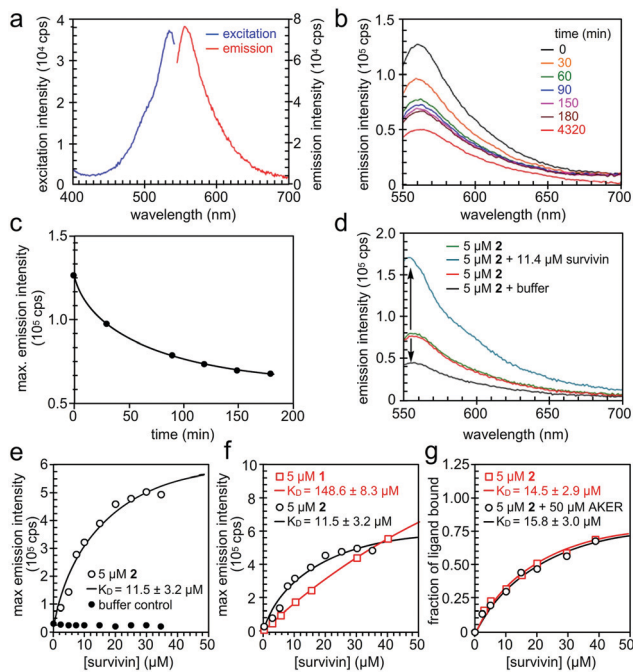 a
excitation
emission
excitation intensity (10⁴ cps)
4
3
2
1
0
8
7
6
5
4
3
2
1
0
emission intensity (10⁴ cps)
400
500
600
700
wavelength (nm)
b
time (min)
0
30
60
90
150
180
4320
emission intensity (10⁵ cps)
1.5
1.0
0.5
0
550
600
650
700
wavelength (nm)
c
max. emission intensity
(10⁵ cps)
1.5
1.0
0.5
0
50
100
150
200
time (min)
d
5 µM 2
5 µM 2 + 11.4 µM survivin
5 µM 2
5 µM 2 + buffer
emission intensity (10⁵ cps)
2.0
1.5
1.0
0.5
0
550
600
650
700
wavelength (nm)
e
5 µM 2
K_D = 11.5 ± 3.2 µM
buffer control
max emission intensity
(10⁵ cps)
6
5
4
3
2
1
0
0
10
20
30
40
50
[survivin] (µM)
f
5 µM 1
K_D = 148.6 ± 8.3 µM
5 µM 2
K_D = 11.5 ± 3.2 µM
max emission intensity
(10⁵ cps)
10
8
6
4
2
0
0
10
20
30
40
50
[survivin] (µM)
g
5 µM 2
K_D = 14.5 ± 2.9 µM
5 µM 2 + 50 µM AKER
K_D = 15.8 ± 3.0 µM
fraction of ligand bound
1.25
1.00
0.75
0.50
0.25
0.00
0
10
20
30
40
50
[survivin] (µM)